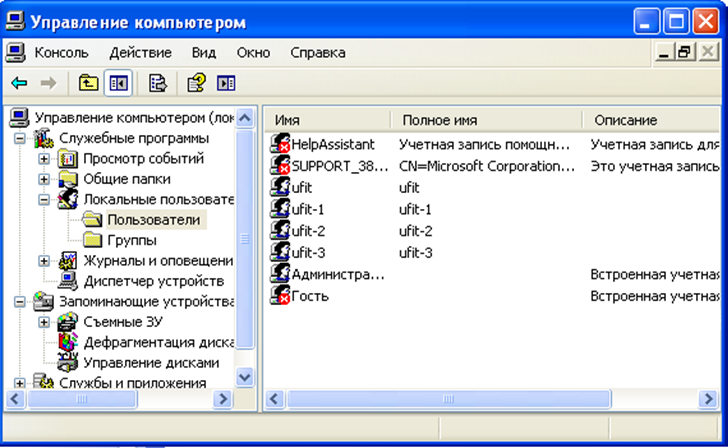 Управление компьютером
Консоль Действие Вид Окно Справка
Управление компьютером (лок
Служебные программы
Просмотр событий
Общие папки
Локальные пользовате
Пользователи
Группы
Журналы и оповещени
Диспетчер устройств
Запоминающие устройства
Съемные ЗУ
Дефрагментация диска
Управление дисками
Службы и приложения
Имя Полное имя Описание
HelpAssistant Учетная запись помощн... Учетная запись для
SUPPORT_38... CN=Microsoft Corporation... Это учетная запись
ufit ufit
ufit-1 ufit-1
ufit-2 ufit-2
ufit-3 ufit-3
Администра... Встроенная учетная
Гость Встроенная учетная